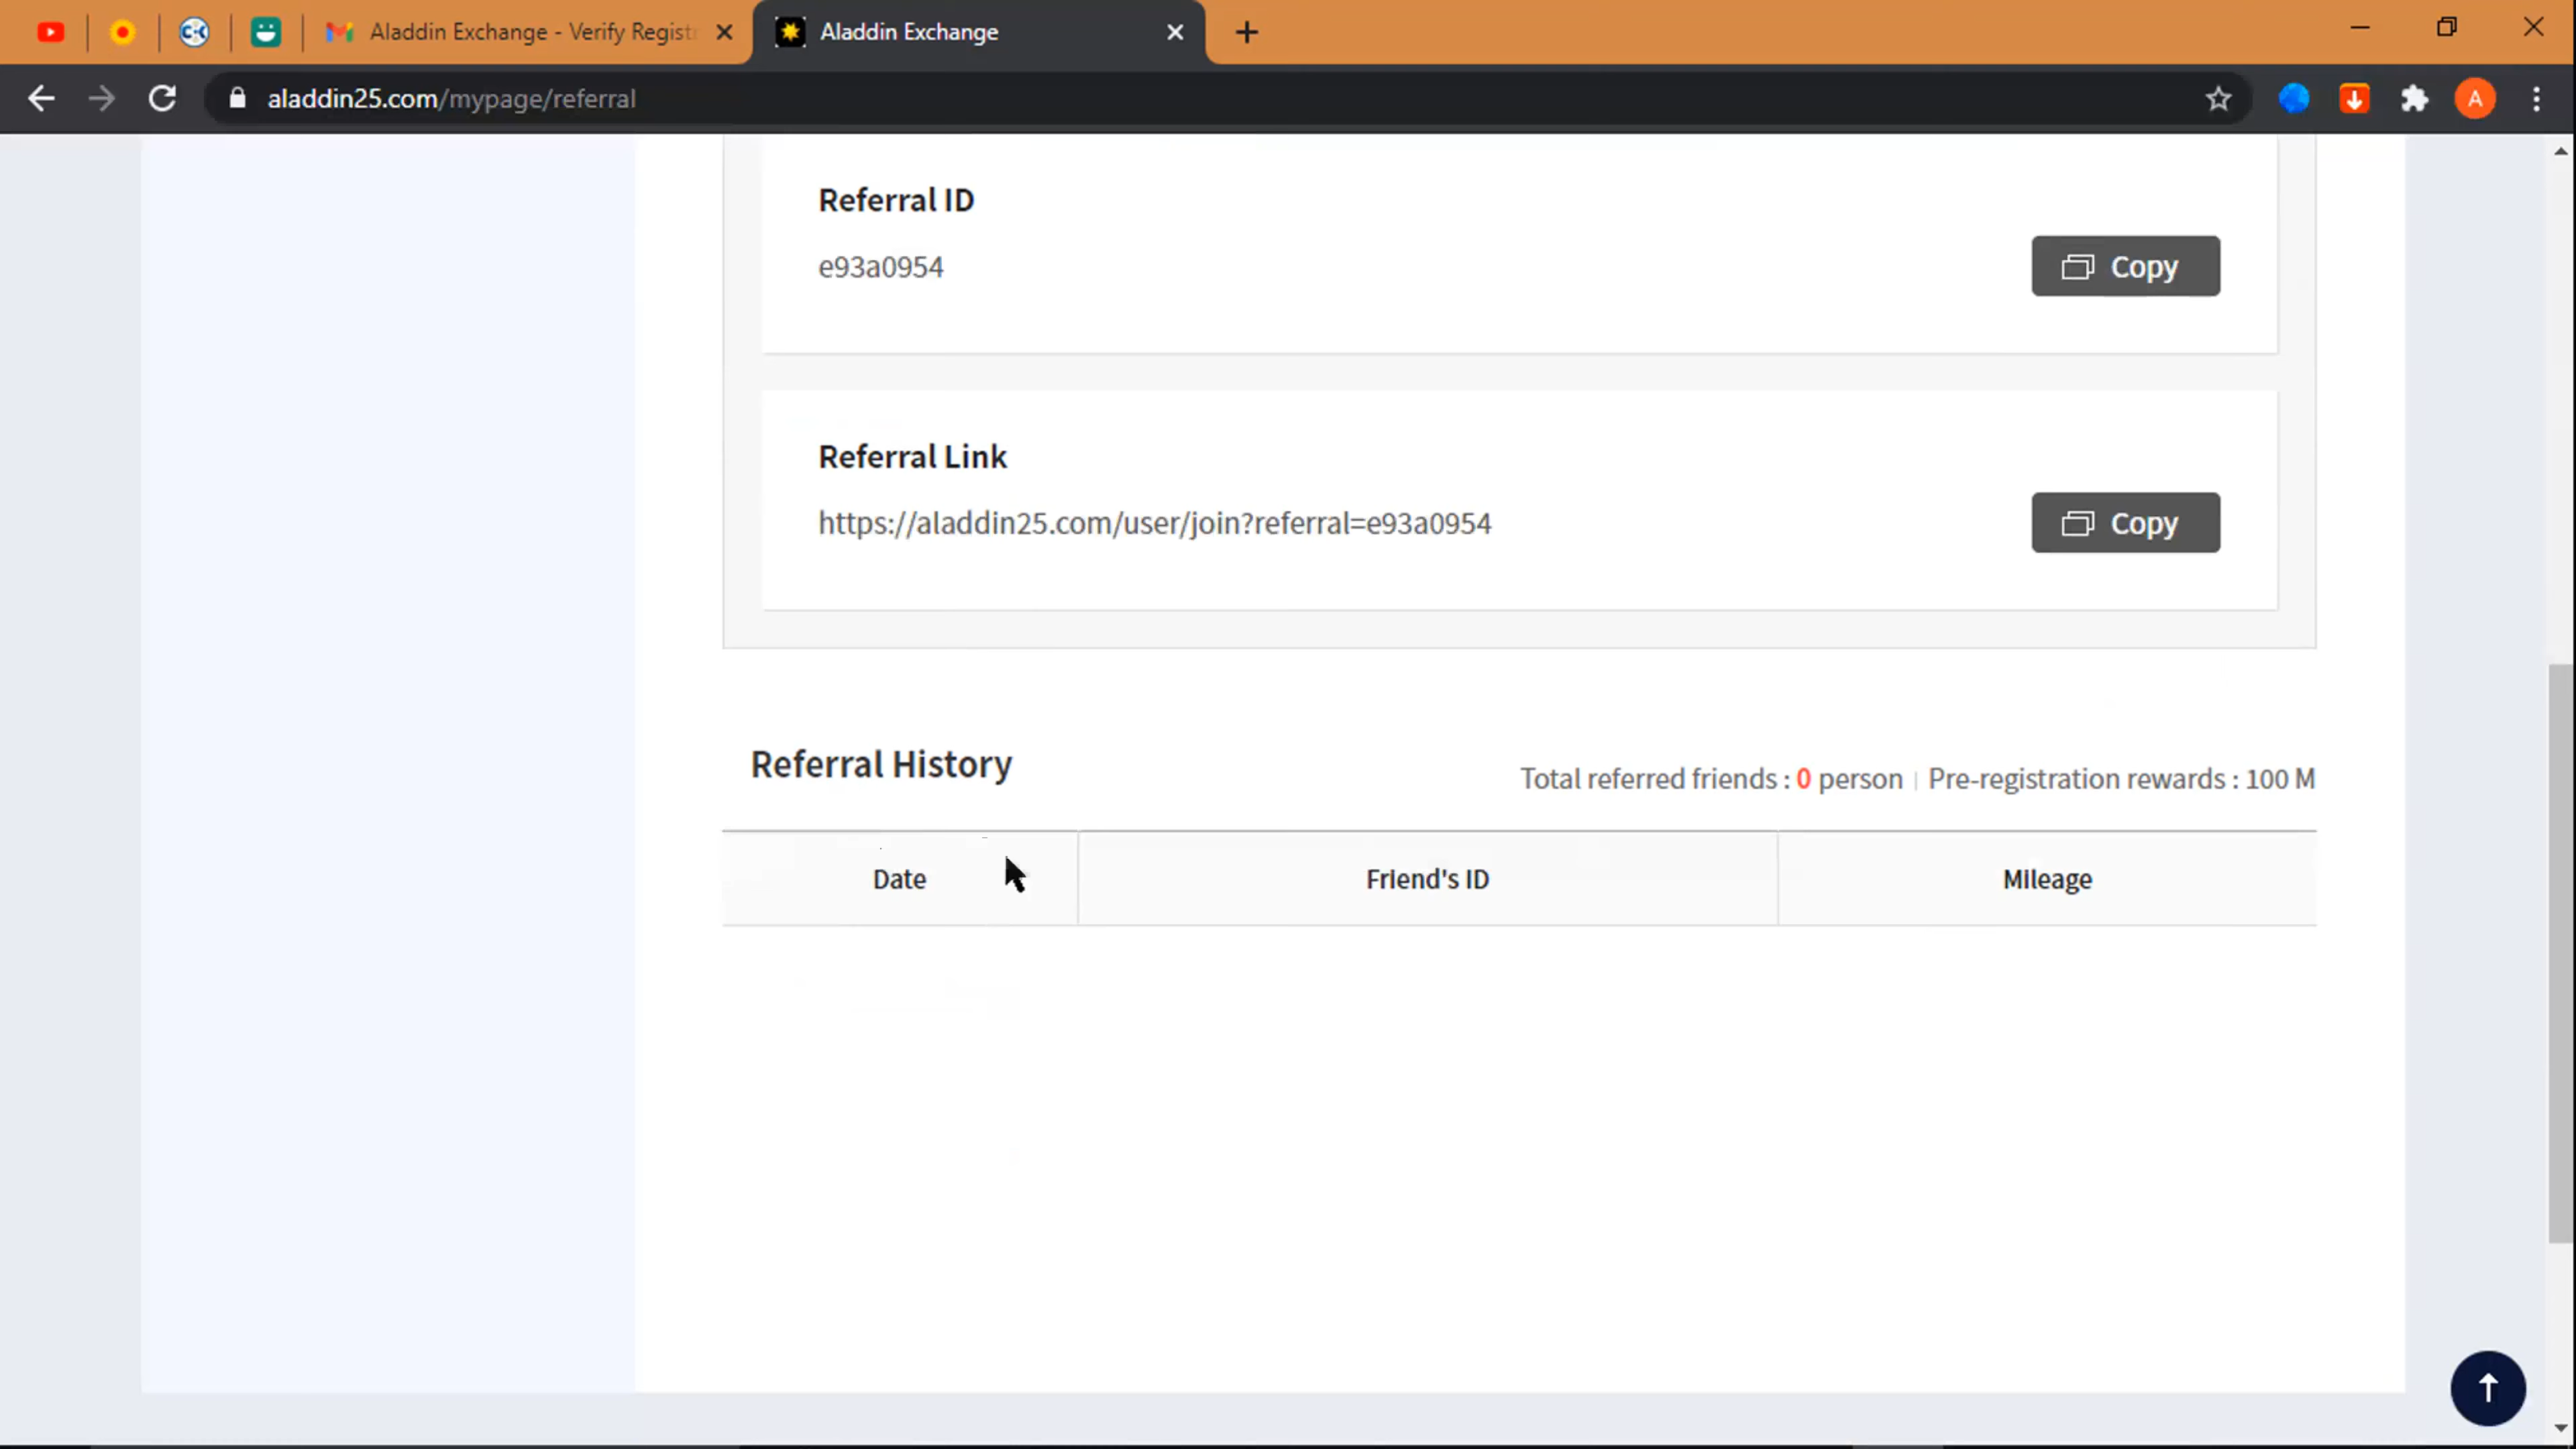 Aladdin Exchange - Verify Regist
Aladdin Exchange
aladdin25.com/mypage/referral
A
Referral ID
e93a0954
Copy
Referral Link
https://aladdin25.com/user/join?referral=e93a0954
Copy
Referral History
Total referred friends : 0 person | Pre-registration rewards : 100 M
Date Friend's ID Mileage